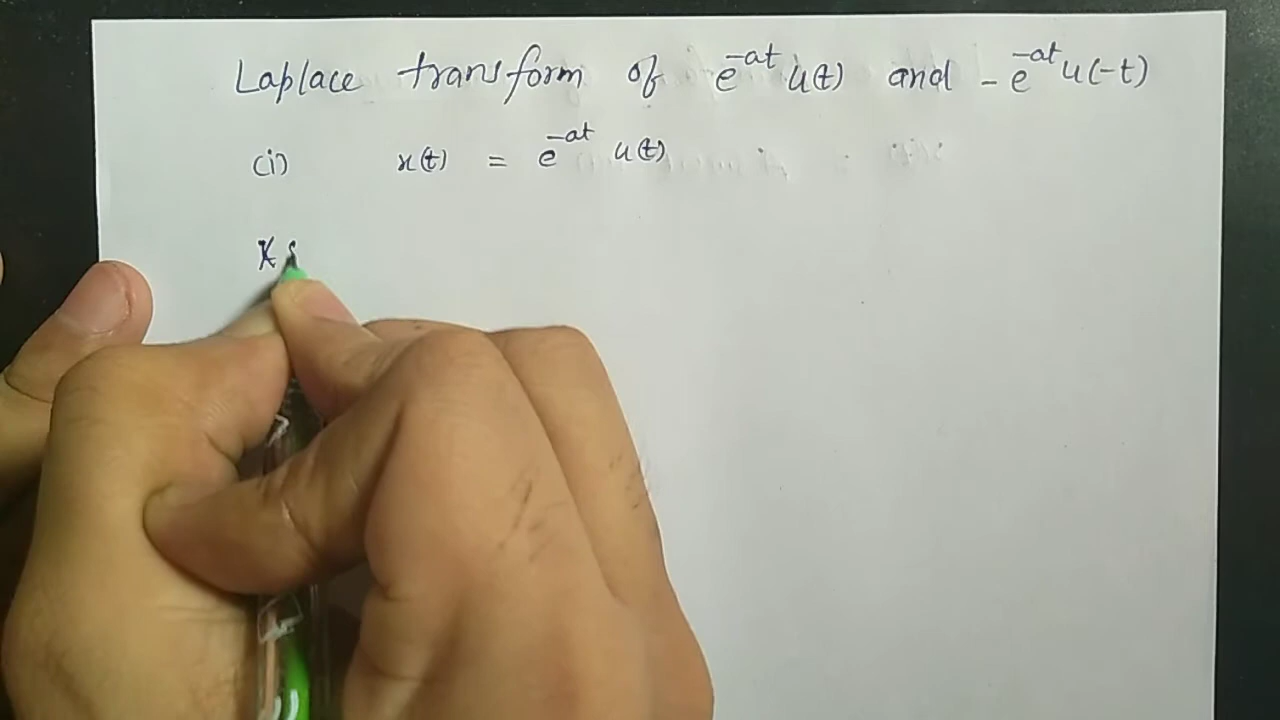 Laplace transform of e^{-at} u(t) and - e^{-at} u(-t)
(i) x(t) = e^{-at} u(t)
X s